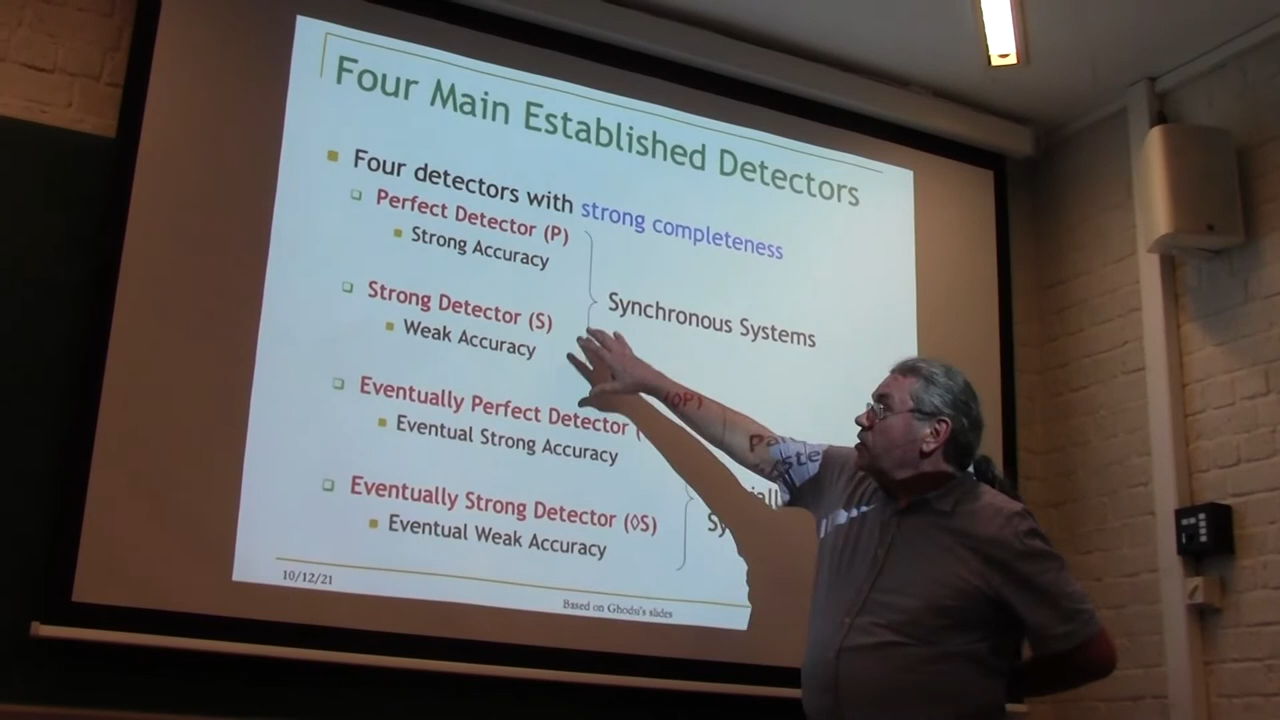 Four Main Established Detectors
Four detectors with strong completeness
Perfect Detector (P)
Strong Accuracy
Synchronous Systems
Strong Detector (S)
Weak Accuracy
Eventually Perfect Detector (◊P)
Eventual Strong Accuracy
Eventually Strong Detector (◊S)
Eventual Weak Accuracy
10/12/21
Based on Ghodsi's slides